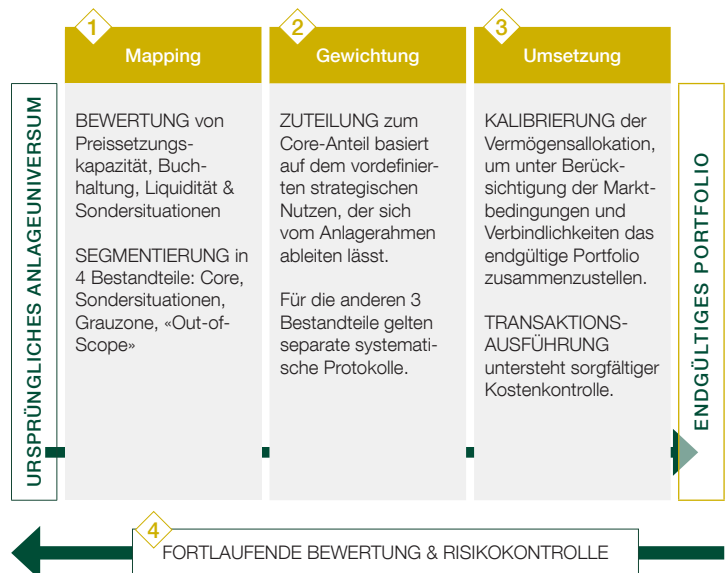 URSPRÜNGLICHES ANLAGEUNIVERSUM
1
Mapping
BEWERTUNG von
Preissetzungs-
kapazität, Buch-
haltung, Liquidität &
Sondersituationen
SEGMENTIERUNG in
4 Bestandteile: Core,
Sondersituationen,
Grauzone, «Out-of-
Scope»
2
Gewichtung
ZUTEILUNG zum
Core-Anteil basiert
auf dem vordefinier-
ten strategischen
Nutzen, der sich
vom Anlagerahmen
ableiten lässt.
Für die anderen 3
Bestandteile gelten
separate systemati-
sche Protokolle.
3
Umsetzung
KALIBRIERUNG der
Vermögensallokation,
um unter Berück-
sichtigung der Markt-
bedingungen und
Verbindlichkeiten das
endgültige Portfolio
zusammenzustellen.
TRANSAKTIONS-
AUSFÜHRUNG
untersteht sorgfältiger
Kostenkontrolle.
ENDGÜLTIGES PORTFOLIO
4
FORTLAUFENDE BEWERTUNG & RISIKOKONTROLLE